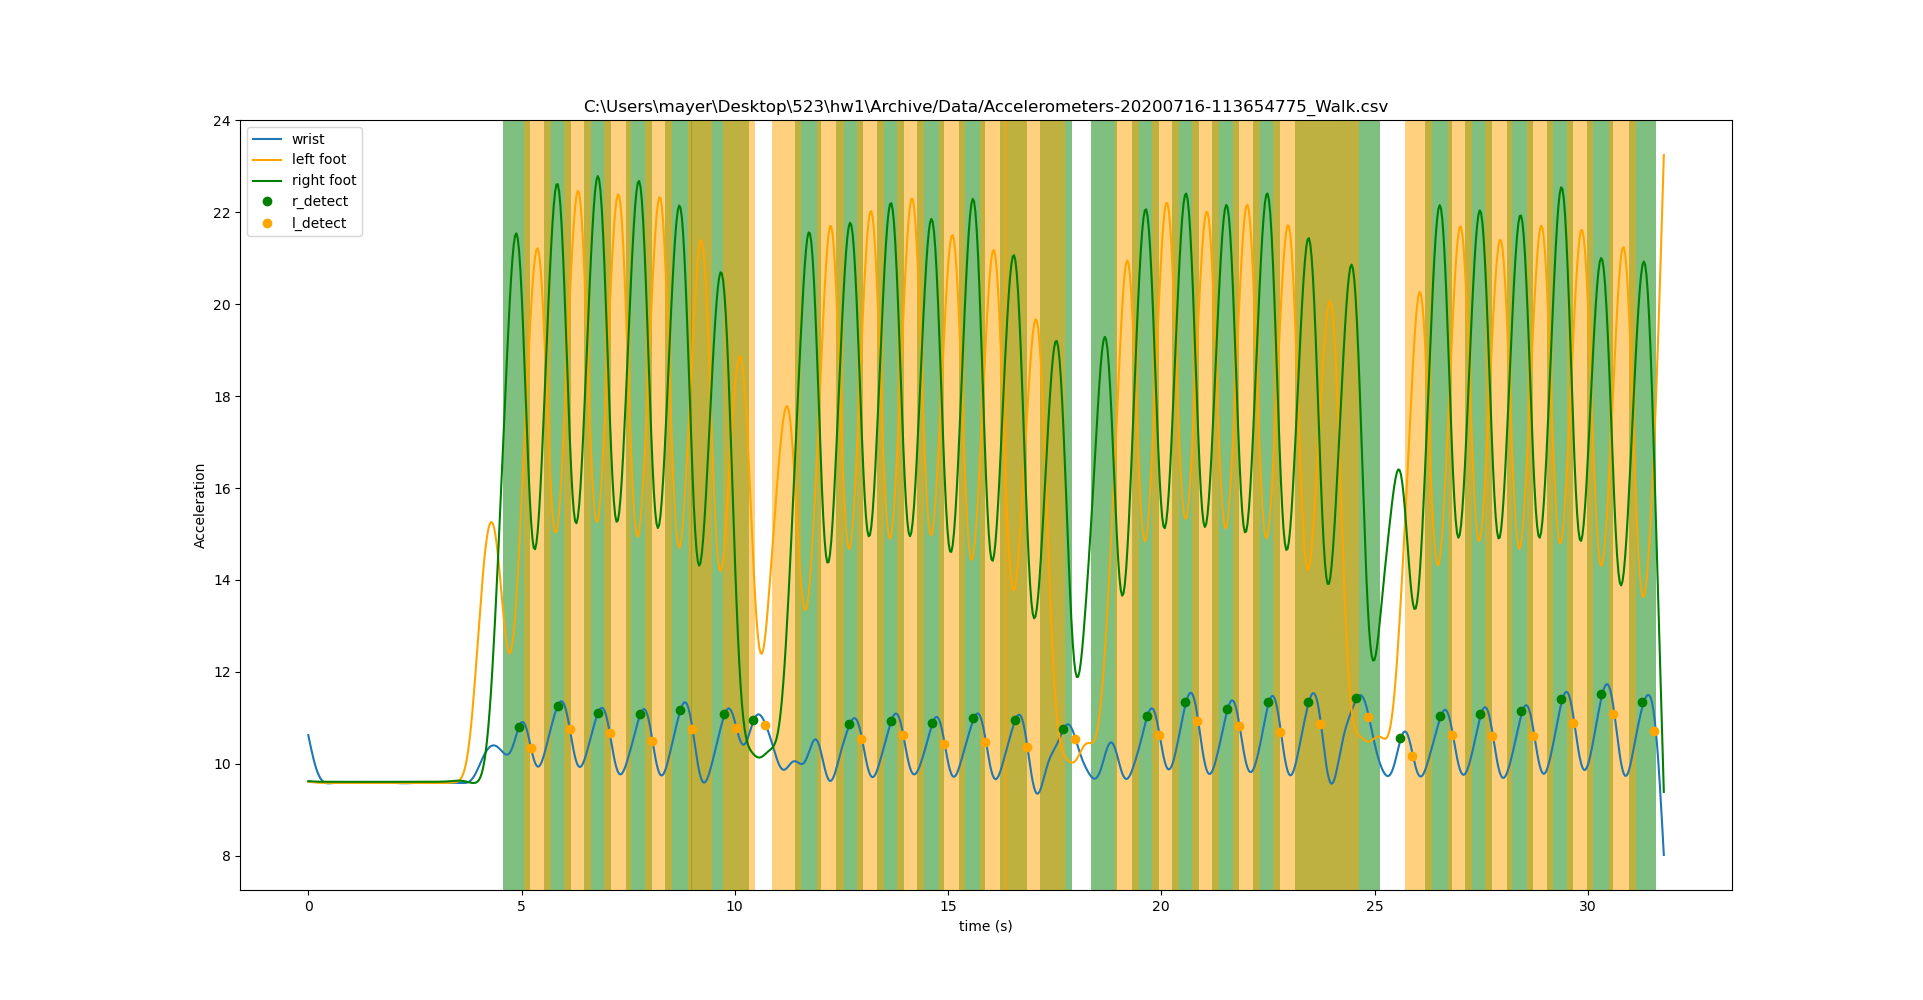 C:\Users\mayer\Desktop\523\hw1\Archive/Data/Accelerometers-20200716-113654775_Walk.csv
wrist
left foot
right foot
r_detect
l_detect
24
22
20
18
16
14
12
10
8
Acceleration
0 5 10 15 20 25 30
time (s)